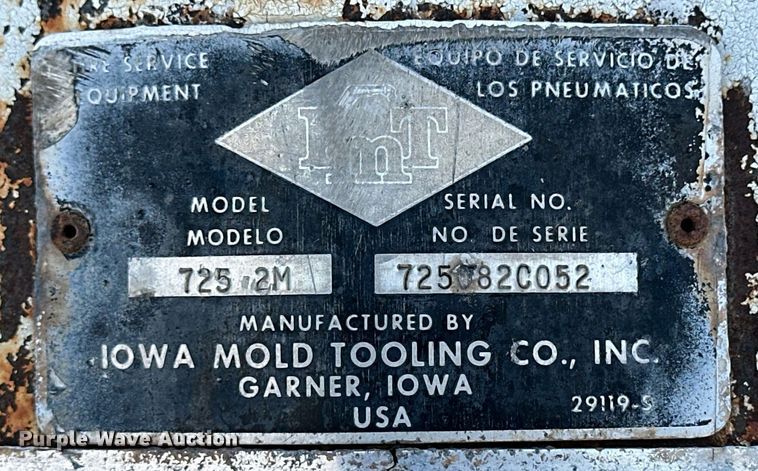 SERVICE
EQUIPMENT
EQUIPO DE SERVICIO DE
LOS PNEUMATICOS
ImT
MODEL
MODELO
SERIAL NO.
NO. DE SERIE
725 2M
MANUFACTURED BY
IOWA MOLD TOOLING CO., INC.
GARNER, IOWA
USA
29119-S
Purple Wave Auction